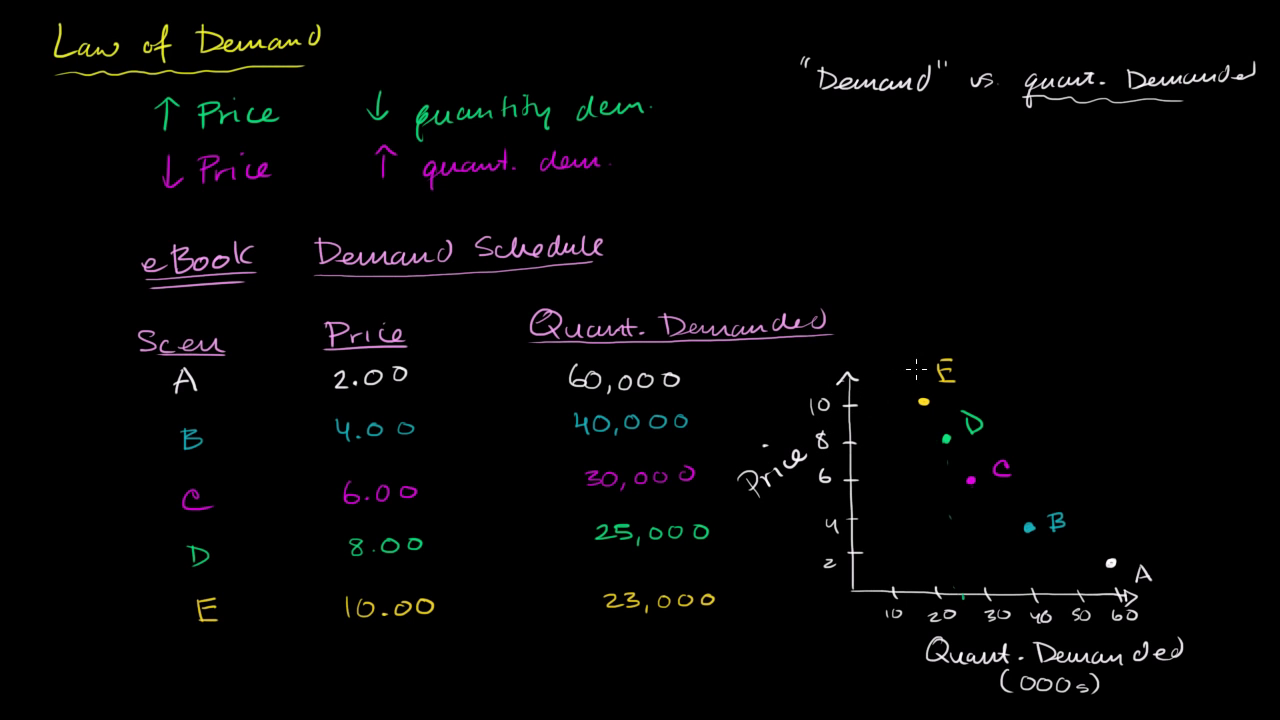 Law of Demand
"Demand" vs. quant. Demanded
↑ Price ↓ quantity dem.
↓ Price ↑ quant. dem.
eBook Demand Schedule
Scen Price Quant. Demanded
A 2.00 60,000
B 4.00 40,000
C 6.00 30,000
D 8.00 25,000
E 10.00 23,000
E
D
C
B
A
Price
10
8
6
4
2
10 20 30 40 50 60
Quant. Demanded
(000s)